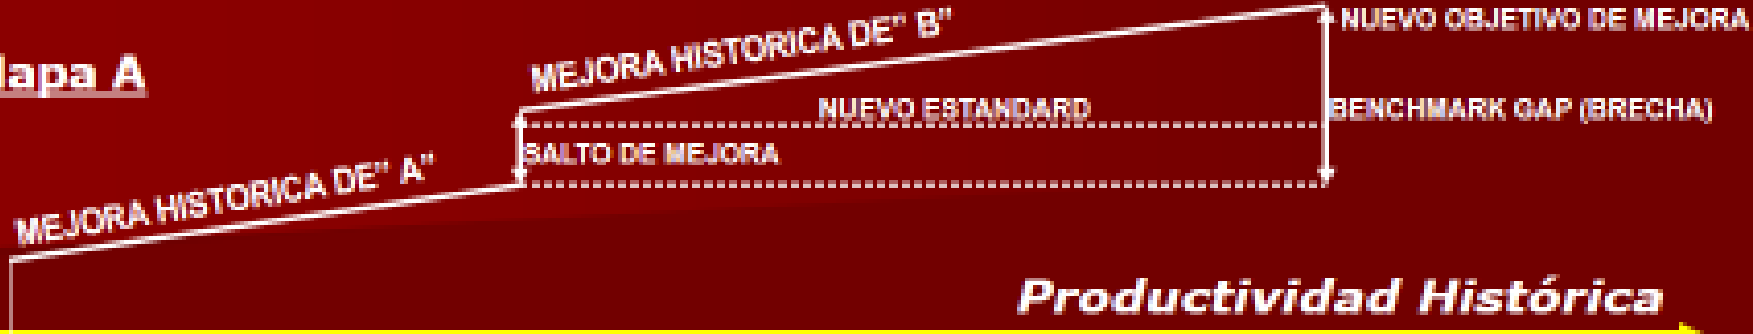 NUEVO OBJETIVO DE MEJORA
MEJORA HISTORICA DE" B"
apa A
NUEVO ESTANDARD
BENCHMARK GAP (BRECHA)
SALTO DE MEJORA
MEJORA HISTORICA DE" A"
Productividad Histórica